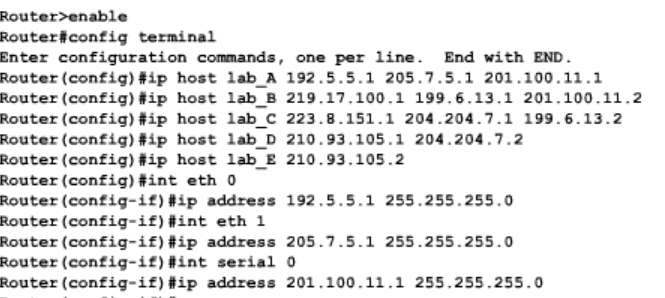 Router>enable
Router#config terminal
Enter configuration commands, one per line.  End with END.
Router(config)#ip host lab_A 192.5.5.1 205.7.5.1 201.100.11.1
Router(config)#ip host lab_B 219.17.100.1 199.6.13.1 201.100.11.2
Router(config)#ip host lab_C 223.8.151.1 204.204.7.1 199.6.13.2
Router(config)#ip host lab_D 210.93.105.1 204.204.7.2
Router(config)#ip host lab_E 210.93.105.2
Router(config)#int eth 0
Router(config-if)#ip address 192.5.5.1 255.255.255.0
Router(config-if)#int eth 1
Router(config-if)#ip address 205.7.5.1 255.255.255.0
Router(config-if)#int serial 0
Router(config-if)#ip address 201.100.11.1 255.255.255.0